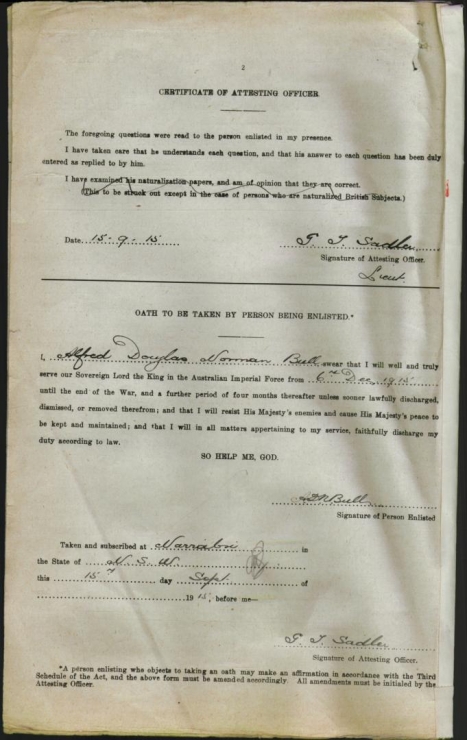 2
CERTIFICATE OF ATTESTING OFFICER.
The foregoing questions were read to the person enlisted in my presence.
I have taken care that he understands each question, and that his answer to each question has been duly
entered as replied to by him.
I have examined his naturalization papers, and am of opinion that they are correct.
(This to be struck out except in the case of persons who are naturalized British Subjects.)
Date 15-9-15 G. T. Sadler
Signature of Attesting Officer.
Lieut
OATH TO BE TAKEN BY PERSON BEING ENLISTED.*
I, Alfred Douglas Norman Bull swear that I will well and truly
serve our Sovereign Lord the King in the Australian Imperial Force from 6 Dec, 1915
until the end of the War, and a further period of four months thereafter unless sooner lawfully discharged,
dismissed, or removed therefrom; and that I will resist His Majesty's enemies and cause His Majesty's peace to
be kept and maintained; and that I will in all matters appertaining to my service, faithfully discharge my
duty according to law.
SO HELP ME, GOD.
Bull
Signature of Person Enlisted
Taken and subscribed at in
the State of N. S. W.
this 15 day Sept of
19 15, before me—
G. T. Sadler
Signature of Attesting Officer.
*A person enlisting who objects to taking an oath may make an affirmation in accordance with the Third
Schedule of the Act, and the above form must be amended accordingly. All amendments must be initialed by the
Attesting Officer.